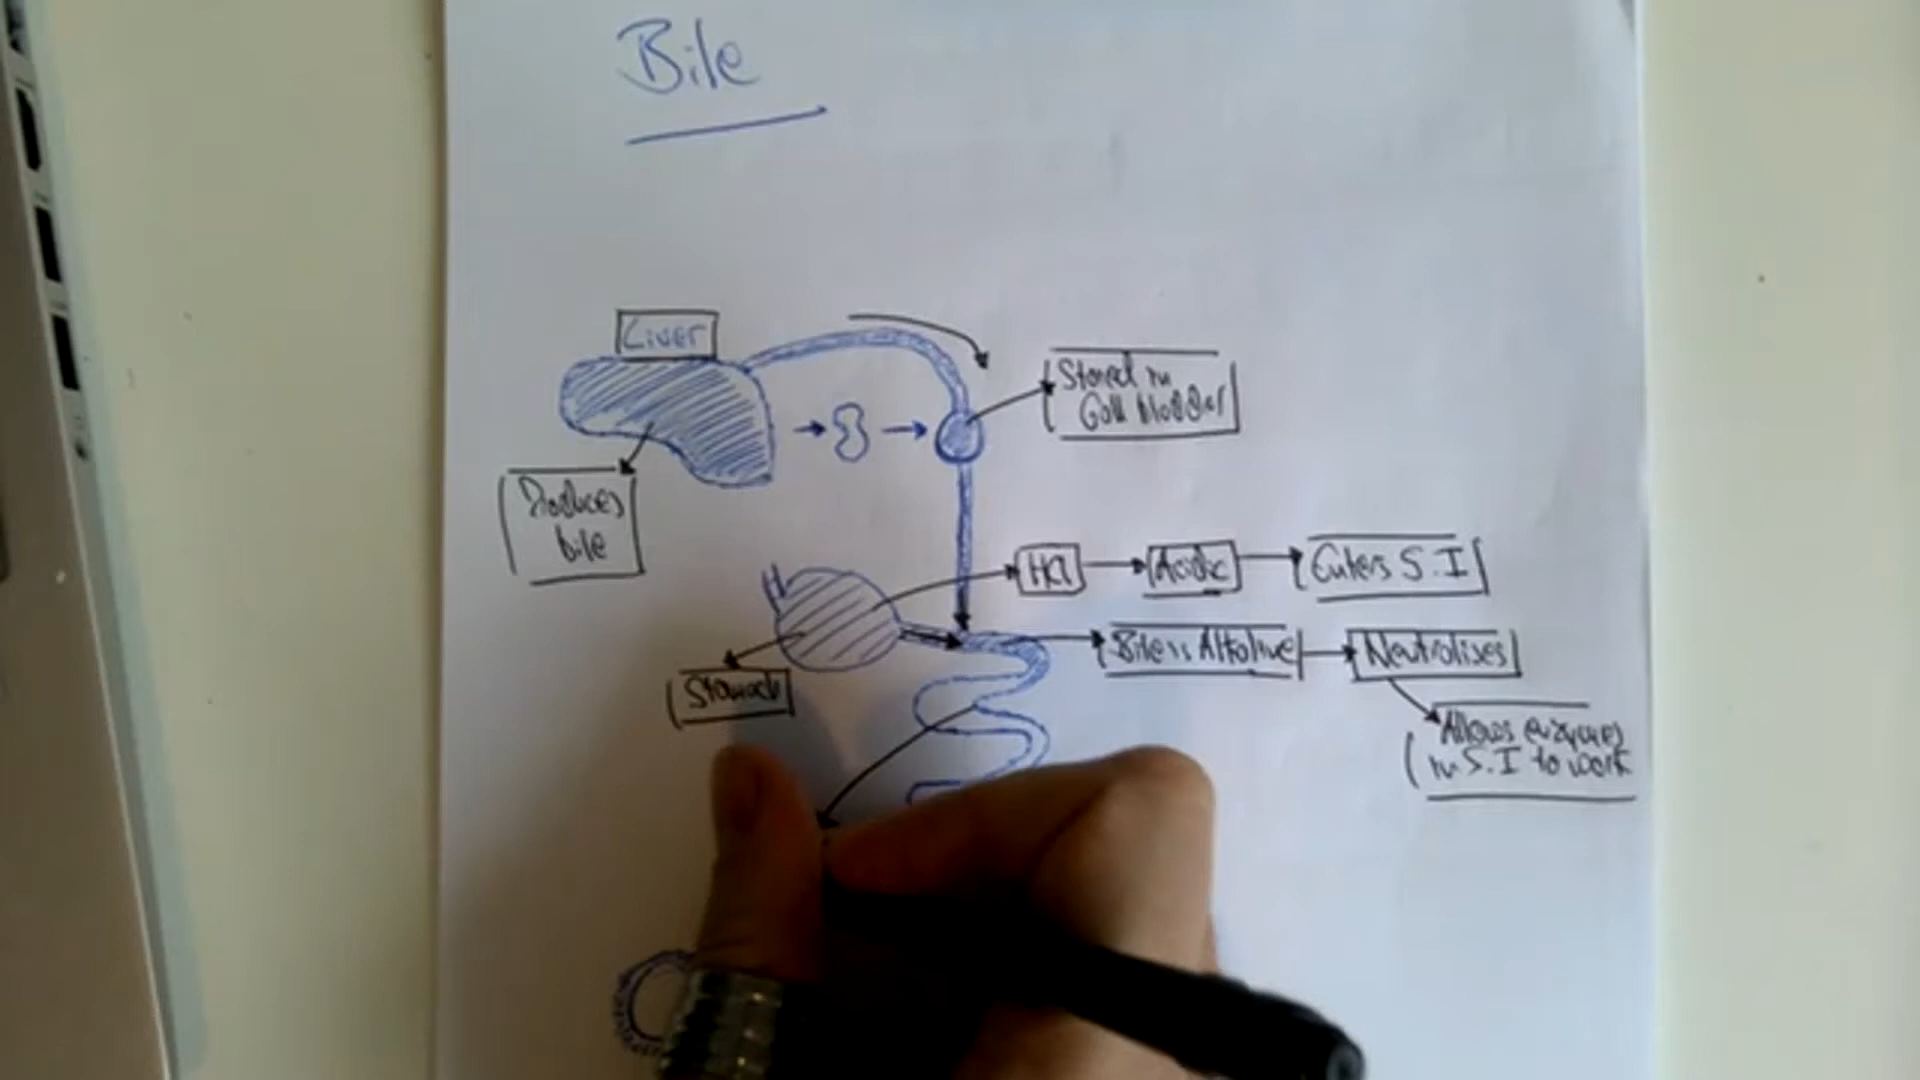 Bile
Liver
Stored in
Gall bladder
Produces
bile
HCl
Acidic
Enters S.I
Bile is Alkaline
Neutralises
Stomach
Allows enzymes
in S.I to work